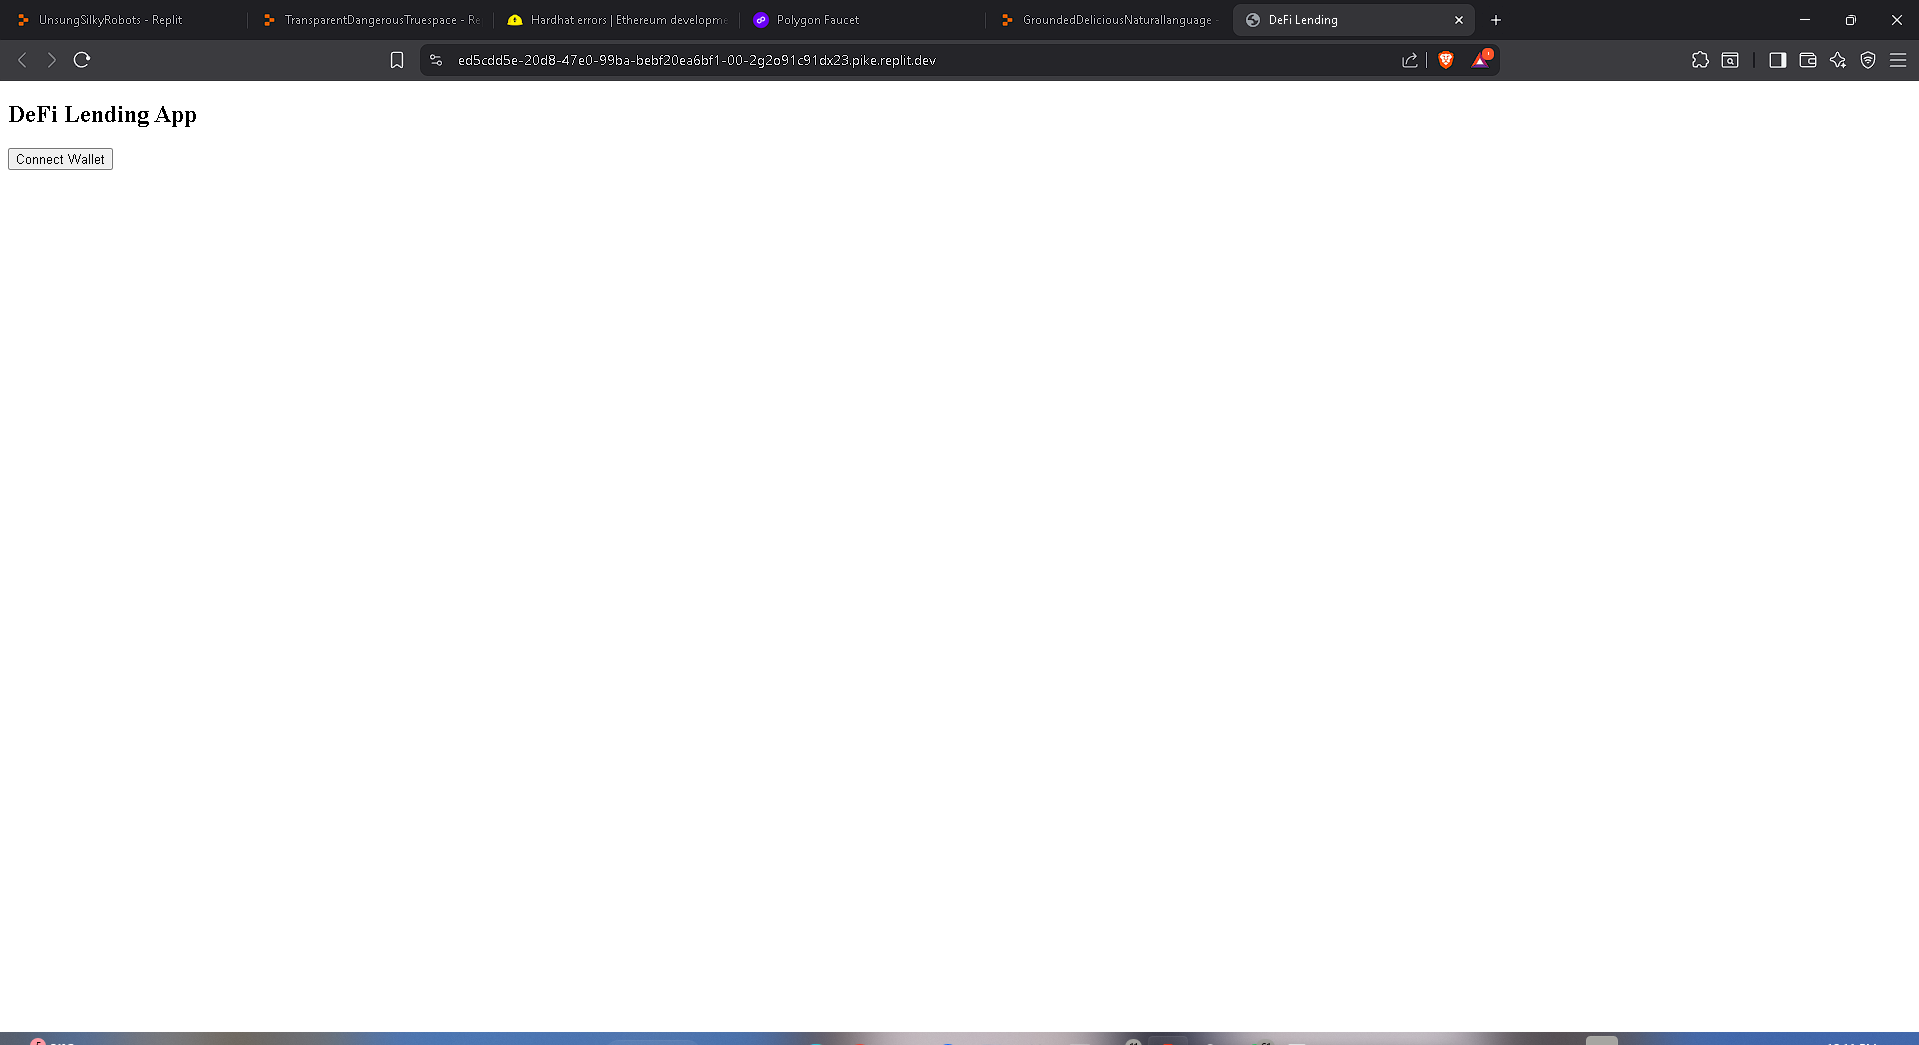 UnsungSilkyRobots - Replit
TransparentDangerousTruespace - Re
Hardhat errors | Ethereum developme
Polygon Faucet
GroundedDeliciousNaturallanguage -
DeFi Lending
ed5cdd5e-20d8-47e0-99ba-bebf20ea6bf1-00-2g2o91c91dx23.pike.replit.dev
DeFi Lending App
Connect Wallet